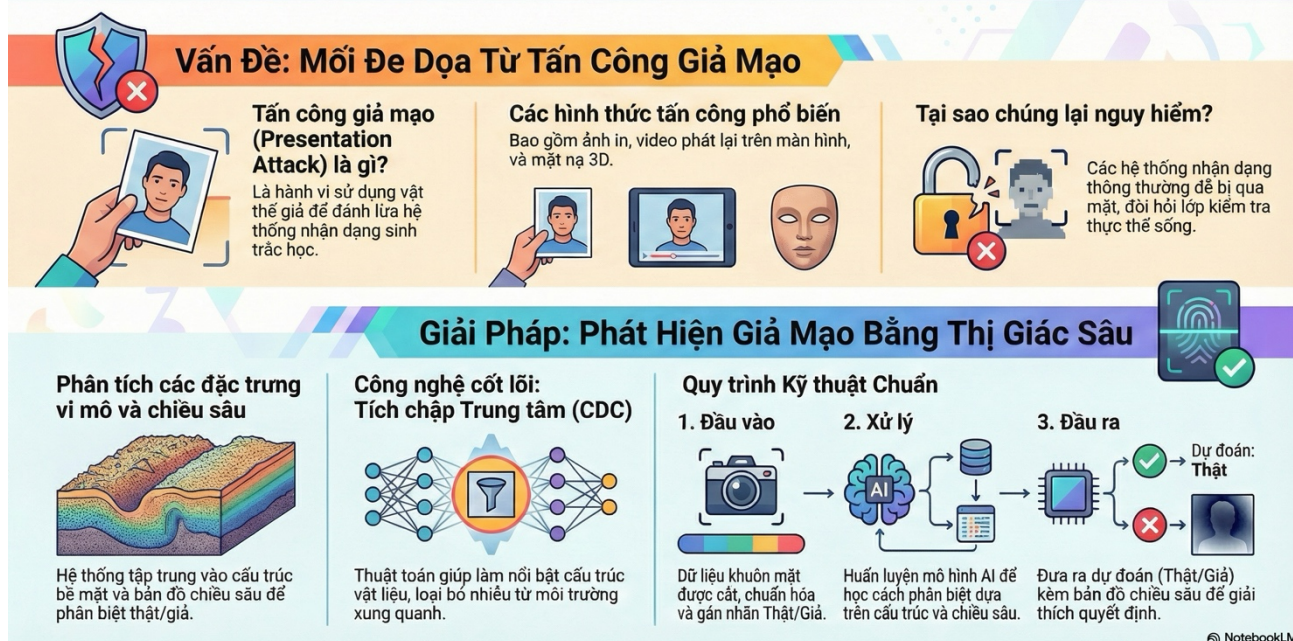 Vấn Đề: Mối Đe Dọa Từ Tấn Công Giả Mạo
Tấn công giả mạo
(Presentation
Attack) là gì?
Là hành vi sử dụng vật
thế giả để đánh lừa hệ
thống nhận dạng sinh
trắc học.
Các hình thức tấn công phổ biến
Bao gồm ảnh in, video phát lại trên màn hình,
và mặt nạ 3D.
Tại sao chúng lại nguy hiểm?
Các hệ thống nhận dạng
thông thường đễ bị qua
mặt, đòi hỏi lớp kiểm tra
thực thể sống.
Giải Pháp: Phát Hiện Giả Mạo Bằng Thị Giác Sâu
Phân tích các đặc trưng
vi mô và chiều sâu
Hệ thống tập trung vào cấu trúc
bề mặt và bản đồ chiều sâu để
phân biệt thật/giả.
Công nghệ cốt lõi:
Tích chập Trung tâm (CDC)
Thuật toán giúp làm nổi bật cấu trúc
vật liệu, loại bỏ nhiễu từ môi trường
xung quanh.
Quy trình Kỹ thuật Chuẩn
1. Đầu vào
Dữ liệu khuôn mặt
được cắt, chuẩn hóa
và gán nhãn Thật/Giả.
2. Xử lý
AI
Huấn luyện mô hình AI để
học cách phân biệt dựa
trên cấu trúc và chiều sâu.
3. Đầu ra
Dự đoán:
Thật
Đưa ra dự đoán (Thật/Giả)
kèm bản đồ chiều sâu để giải
thích quyết định.
NotebookLM